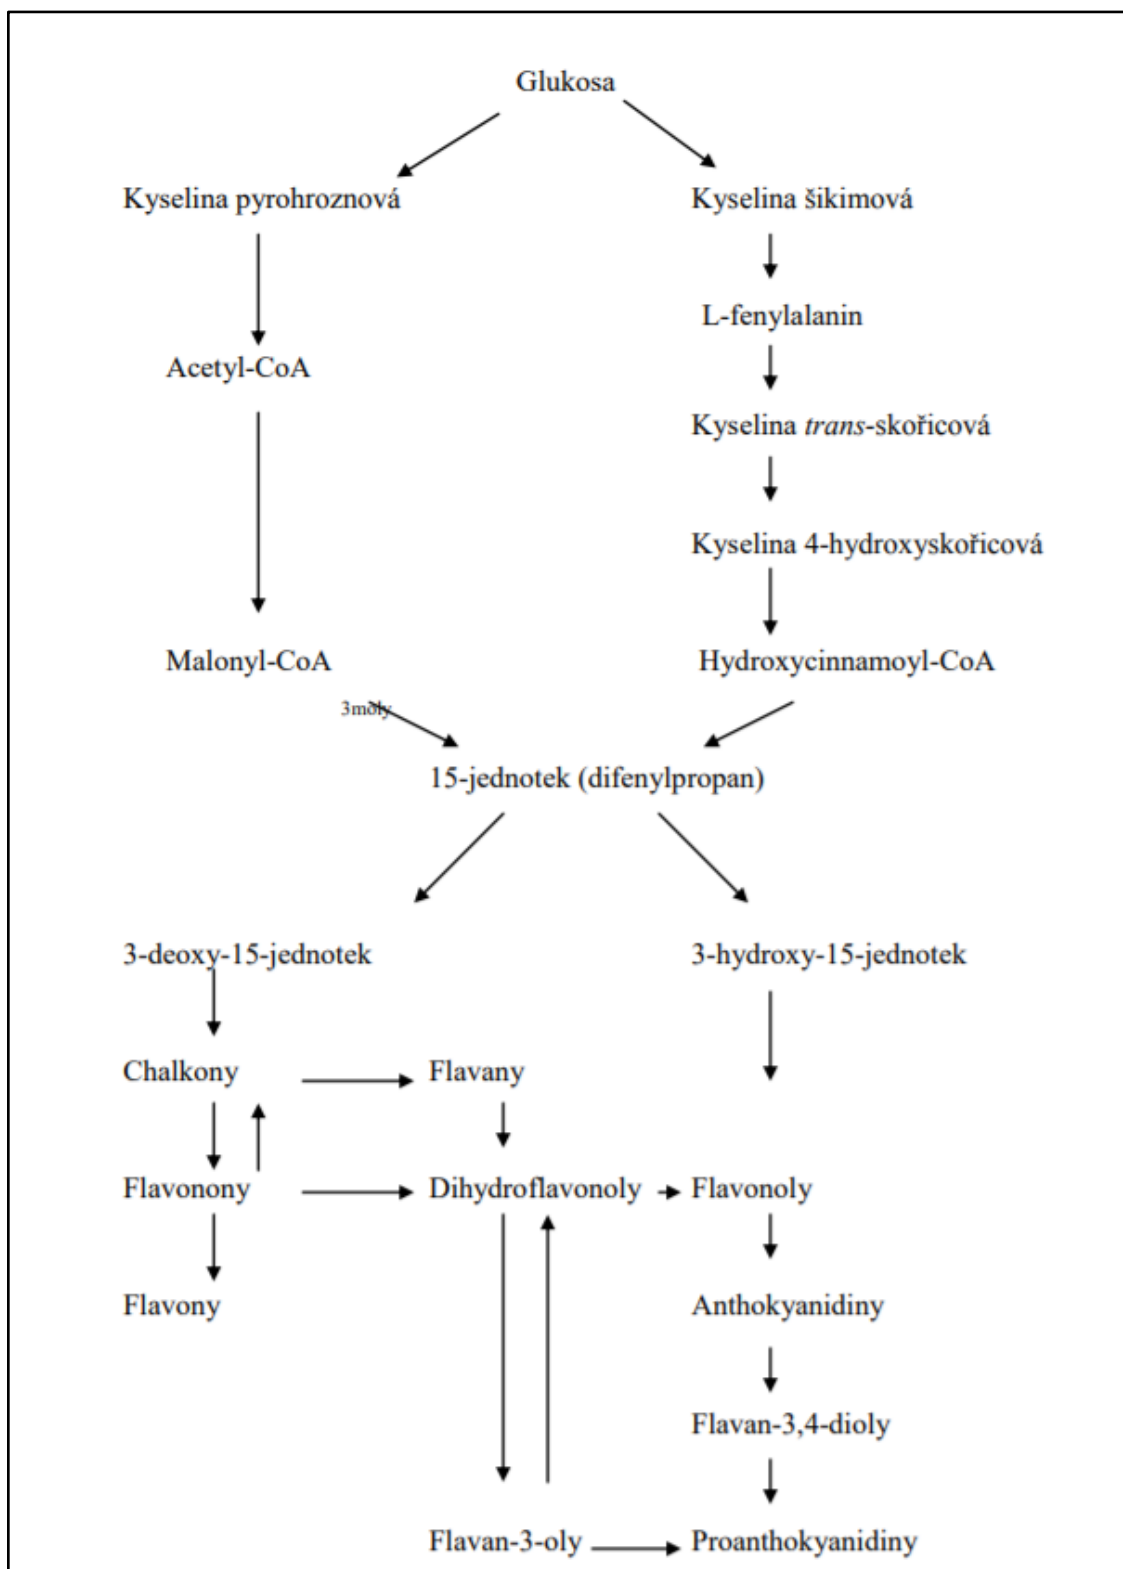 Glukosa
Kyselina pyrohroznová
Kyselina šikimová
L-fenylalanin
Acetyl-CoA
Kyselina trans-skořicová
Kyselina 4-hydroxyskořicová
Malonyl-CoA
Hydroxycinnamoyl-CoA
3moly
15-jednotek (difenylpropan)
3-deoxy-15-jednotek
3-hydroxy-15-jednotek
Chalkony
Flavany
Flavonony
Dihydroflavonoly
Flavonoly
Flavony
Anthokyanidiny
Flavan-3,4-dioly
Flavan-3-oly
Proanthokyanidiny